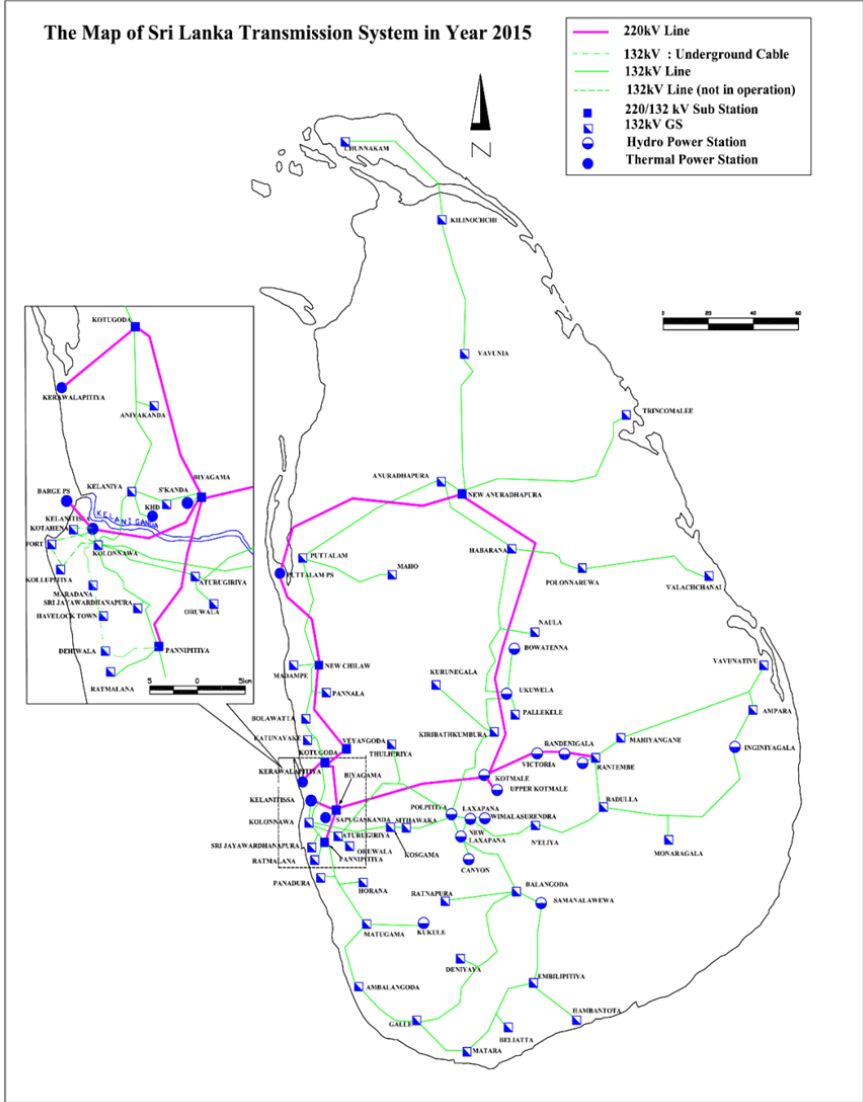 The Map of Sri Lanka Transmission System in Year 2015
220kV Line
132kV : Underground Cable
132kV Line
132kV Line (not in operation)
220/132 kV Sub Station
132kV GS
Hydro Power Station
Thermal Power Station
N
CHUNNAKAM
KILINOCHCHI
0 20 40 60
VAVUNIA
TRINCOMALEE
KOTUGODA
KERAWALAPITIYA
ANIYAKANDA
KELANIYA
S'KANDA
BIYAGAMA
BARGE PS
KHD
KELANI GANGA
KELANITISSA
KOTAHENA
FORT
KOLONNAWA
KOLLUPITIYA
MARADANA
ATURUGIRIYA
SRI JAYAWARDHANAPURA
ORUWALA
HAVELOCK TOWN
DEHIWALA
PANNIPITIYA
RATMALANA
5 0 5km
ANURADHAPURA
NEW ANURADHAPURA
HABARANA
PUTTALAM
MAHO
PUTTALAM PS
POLONNARUWA
VALACHCHANAI
NAULA
BOWATENNA
NEW CHILAW
MADAMPE
KURUNEGALA
UKUWELA
VAVUNATIVE
PANNALA
PALLEKELE
AMPARA
BOLAWATTA
KATUNAYAKE
VEYANGODA
THULHIRIYA
KIRIBATHKUMBURA
MAHIYANGANE
INGINIYAGALA
KOTUGODA
RANDENIGALA
VICTORIA
RANTEMBE
KERAWALAPITIYA
BIYAGAMA
KOTMALE
UPPER KOTMALE
KELANITISSA
POLPITIYA
LAXAPANA
BADULLA
KOLONNAWA
SAPUGASKANDA
SITHAWAKA
WIMALASURENDRA
ATURUGIRIYA
KOSGAMA
NEW
LAXAPANA
N'ELIYA
MONARAGALA
SRI JAYAWARDHANAPURA
ORUWALA
PANNIPITIYA
RATMALANA
CANYON
PANADURA
HORANA
RATNAPURA
BALANGODA
SAMANALAWEWA
MATUGAMA
KUKULE
DENIYAYA
EMBILIPITIYA
AMBALANGODA
HAMBANTOTA
GALLE
BELIATTA
MATARA